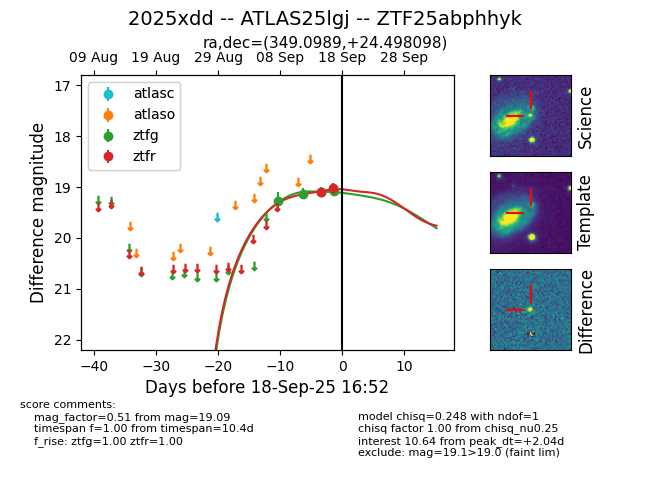 2025xdd -- ATLAS25lgj -- ZTF25abphhyk
ra,dec=(349.0989,+24.498098)
09 Aug 19 Aug 29 Aug 08 Sep 18 Sep 28 Sep
17
18
19
20
21
22
Difference magnitude
atlasc
atlaso
ztfg
ztfr
−40 −30 −20 −10 0 10
Days before 18-Sep-25 16:52
Science
Template
Difference
score comments:
mag_factor=0.51 from mag=19.09
timespan f=1.00 from timespan=10.4d
f_rise: ztfg=1.00 ztfr=1.00
model chisq=0.248 with ndof=1
chisq factor 1.00 from chisq_nu0.25
interest 10.64 from peak_dt=+2.04d
exclude: mag=19.1>19.0 (faint lim)